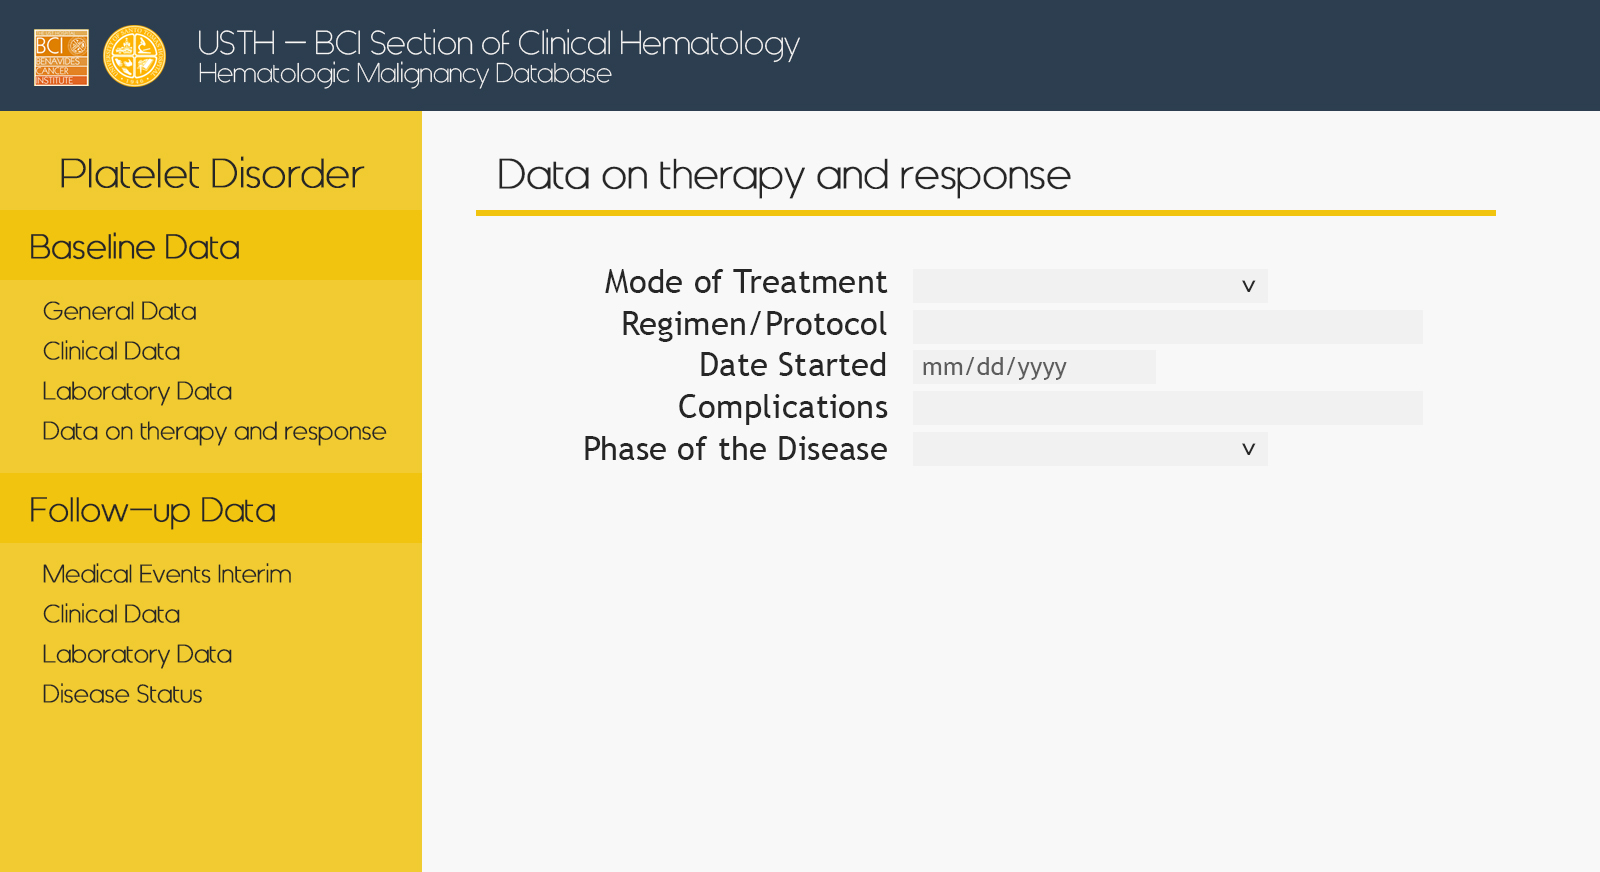 BCI
BENAVIDES
CANCER
INSTITUTE
USTH – BCI Section of Clinical Hematology
Hematologic Malignancy Database
Platelet Disorder
Baseline Data
General Data
Clinical Data
Laboratory Data
Data on therapy and response
Follow-up Data
Medical Events Interim
Clinical Data
Laboratory Data
Disease Status
Data on therapy and response
Mode of Treatment v
Regimen/Protocol
Date Started mm/dd/yyyy
Complications
Phase of the Disease v